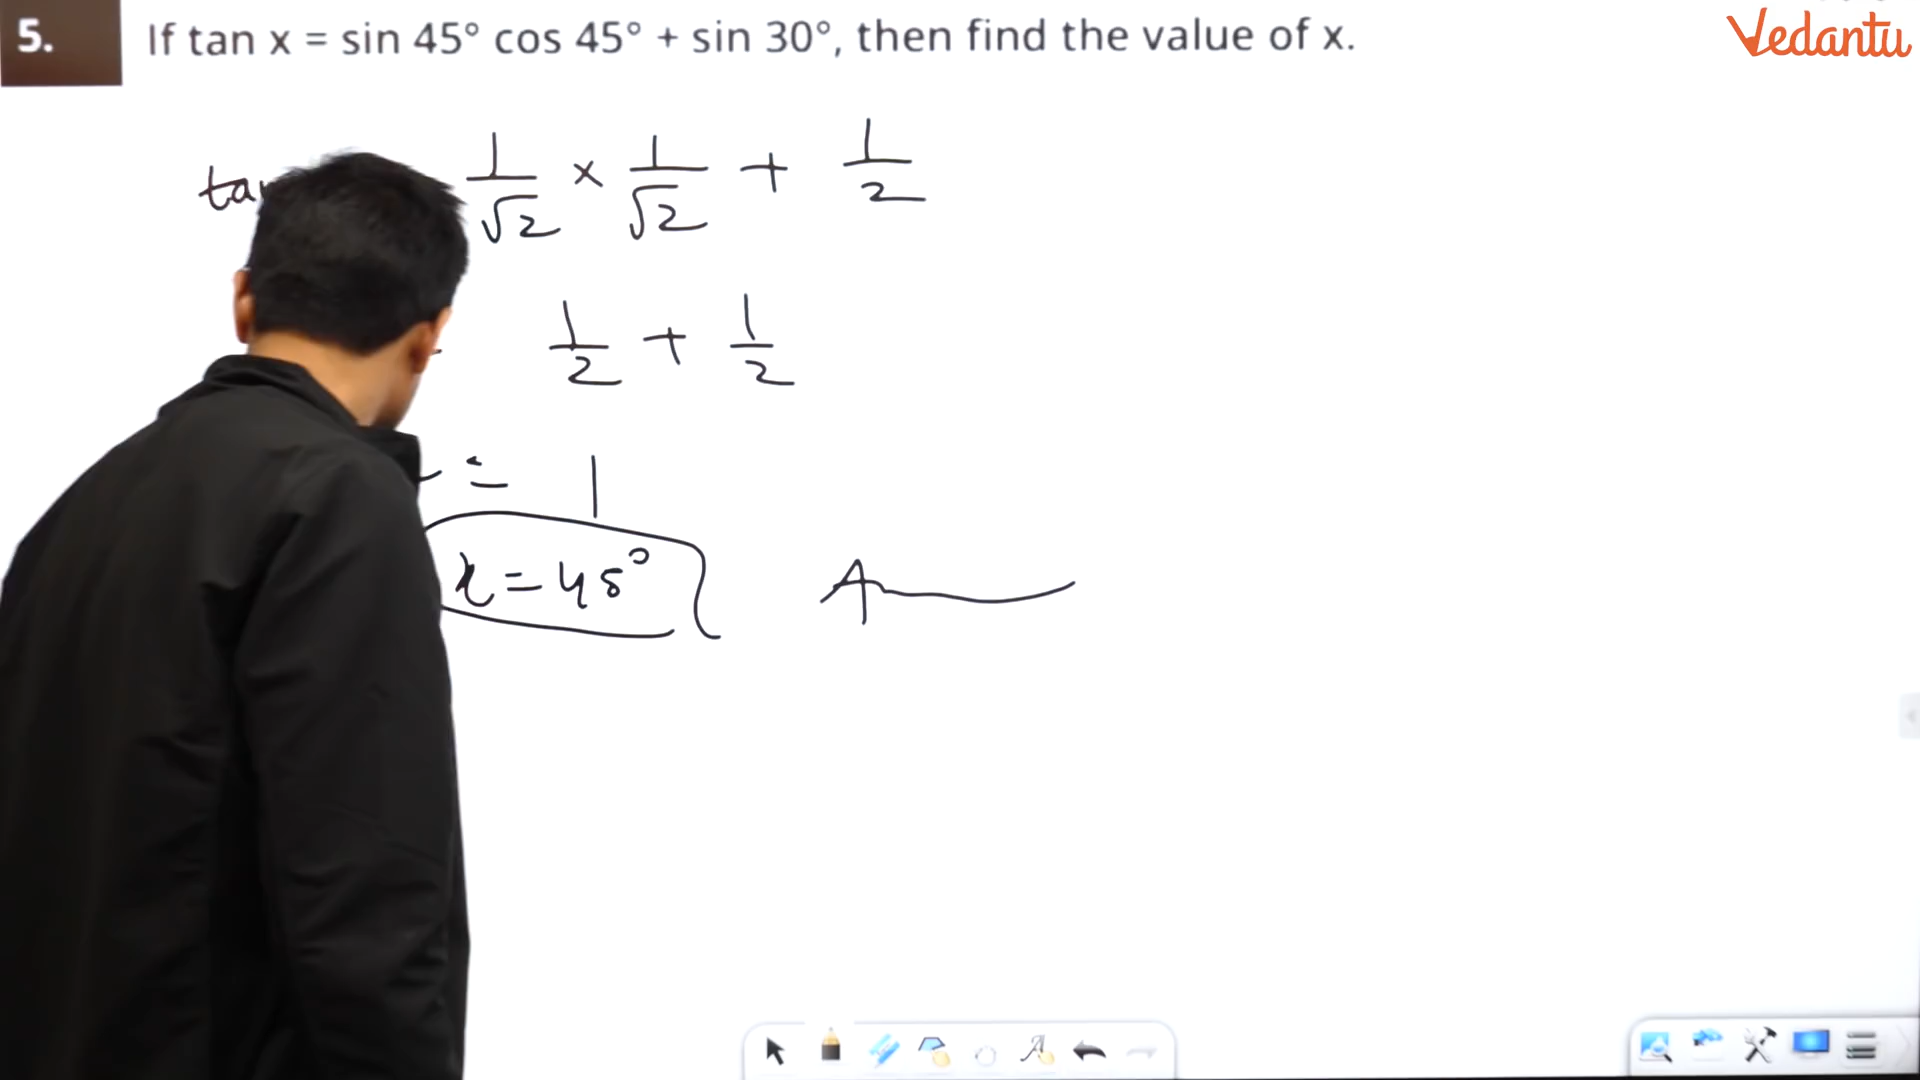 5. If tan x = sin 45° cos 45° + sin 30°, then find the value of x.
Vedantu
1/√2 × 1/√2 + 1/2
1/2 + 1/2
= 1
x = 45°